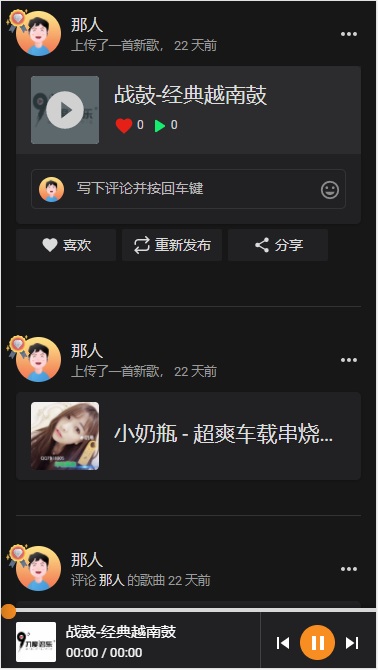 那人
上传了一首新歌， 22 天前
战鼓-经典越南鼓
0
0
写下评论并按回车键
喜欢
重新发布
分享
那人
上传了一首新歌， 22 天前
小奶瓶 - 超爽车载串烧...
那人
评论 那人 的歌曲 22 天前
战鼓-经典越南鼓
00:00 / 00:00